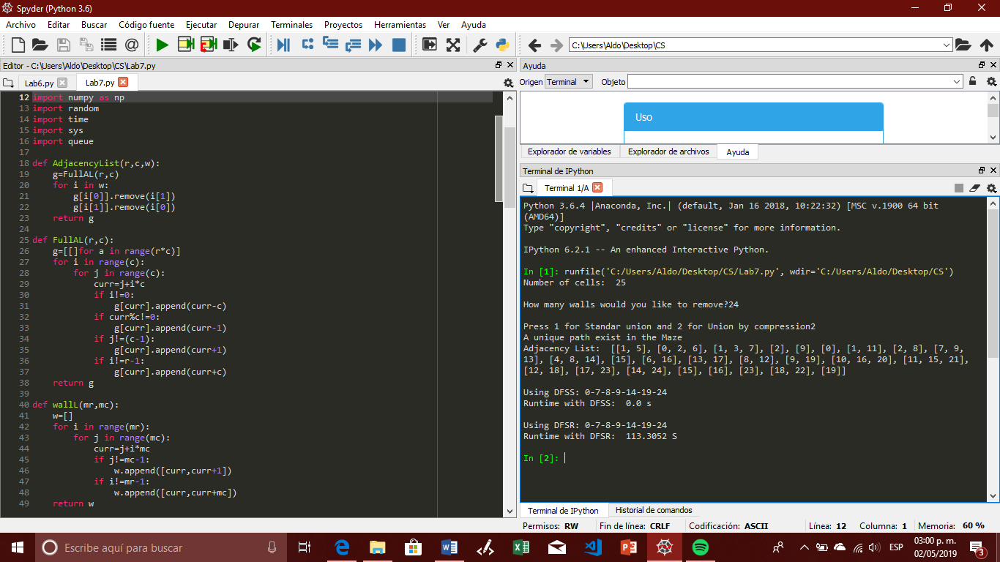 Spyder (Python 3.6)
Archivo Editar Buscar Código fuente Ejecutar Depurar Terminales Proyectos Herramientas Ver Ayuda
C:\Users\Aldo\Desktop\CS
Editor - C:\Users\Aldo\Desktop\CS\Lab7.py
Lab6.py Lab7.py
12 import numpy as np
13 import random
14 import time
15 import sys
16 import queue
17
18 def AdjacencyList(r,c,w):
19     g=FullAL(r,c)
20     for i in w:
21         g[i[0]].remove(i[1])
22         g[i[1]].remove(i[0])
23     return g
24
25 def FullAL(r,c):
26     g=[[]for a in range(r*c)]
27     for i in range(c):
28         for j in range(c):
29             curr=j+i*c
30             if i!=0:
31                 g[curr].append(curr-c)
32             if curr%c!=0:
33                 g[curr].append(curr-1)
34             if j!=(c-1):
35                 g[curr].append(curr+1)
36             if i!=r-1:
37                 g[curr].append(curr+c)
38     return g
39
40 def wallL(mr,mc):
41     w=[]
42     for i in range(mr):
43         for j in range(mc):
44             curr=j+i*mc
45             if j!=mc-1:
46                 w.append([curr,curr+1])
47             if i!=mr-1:
48                 w.append([curr,curr+mc])
49     return w
Ayuda
Origen Terminal Objeto
Uso
Explorador de variables Explorador de archivos Ayuda
Terminal de IPython
Terminal 1/A
Python 3.6.4 |Anaconda, Inc.| (default, Jan 16 2018, 10:22:32) [MSC v.1900 64 bit
(AMD64)]
Type "copyright", "credits" or "license" for more information.
IPython 6.2.1 -- An enhanced Interactive Python.
In [1]: runfile('C:/Users/Aldo/Desktop/CS/Lab7.py', wdir='C:/Users/Aldo/Desktop/CS')
Number of cells:  25
How many walls would you like to remove?24
Press 1 for Standar union and 2 for Union by compression2
A unique path exist in the Maze
Adjacency List:  [[1, 5], [0, 2, 6], [1, 3, 7], [2], [9], [0], [1, 11], [2, 8], [7, 9,
13], [4, 8, 14], [15], [6, 16], [13, 17], [8, 12], [9, 19], [10, 16, 20], [11, 15, 21],
[12, 18], [17, 23], [14, 24], [15], [16], [23], [18, 22], [19]]
Using DFSS: 0-7-8-9-14-19-24
Runtime with DFSS:  0.0 s
Using DFSR: 0-7-8-9-14-19-24
Runtime with DFSR:  113.3052 S
In [2]:
Terminal de IPython Historial de comandos
Permisos: RW Fin de línea: CRLF Codificación: ASCII Línea: 12 Columna: 1 Memoria: 60 %
Escribe aquí para buscar
ESP
03:00 p. m.
02/05/2019
3